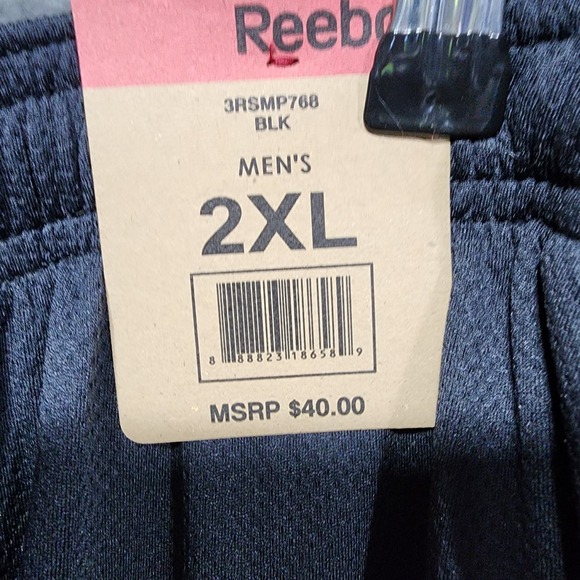 Reebo
3RSMP768
BLK
MEN'S
2XL
8 88823 18658 9
MSRP $40.00